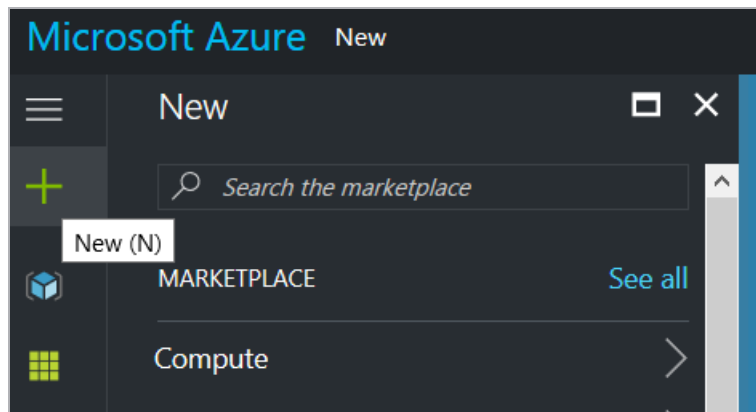 Microsoft Azure New
New
Search the marketplace
New (N)
MARKETPLACE See all
Compute